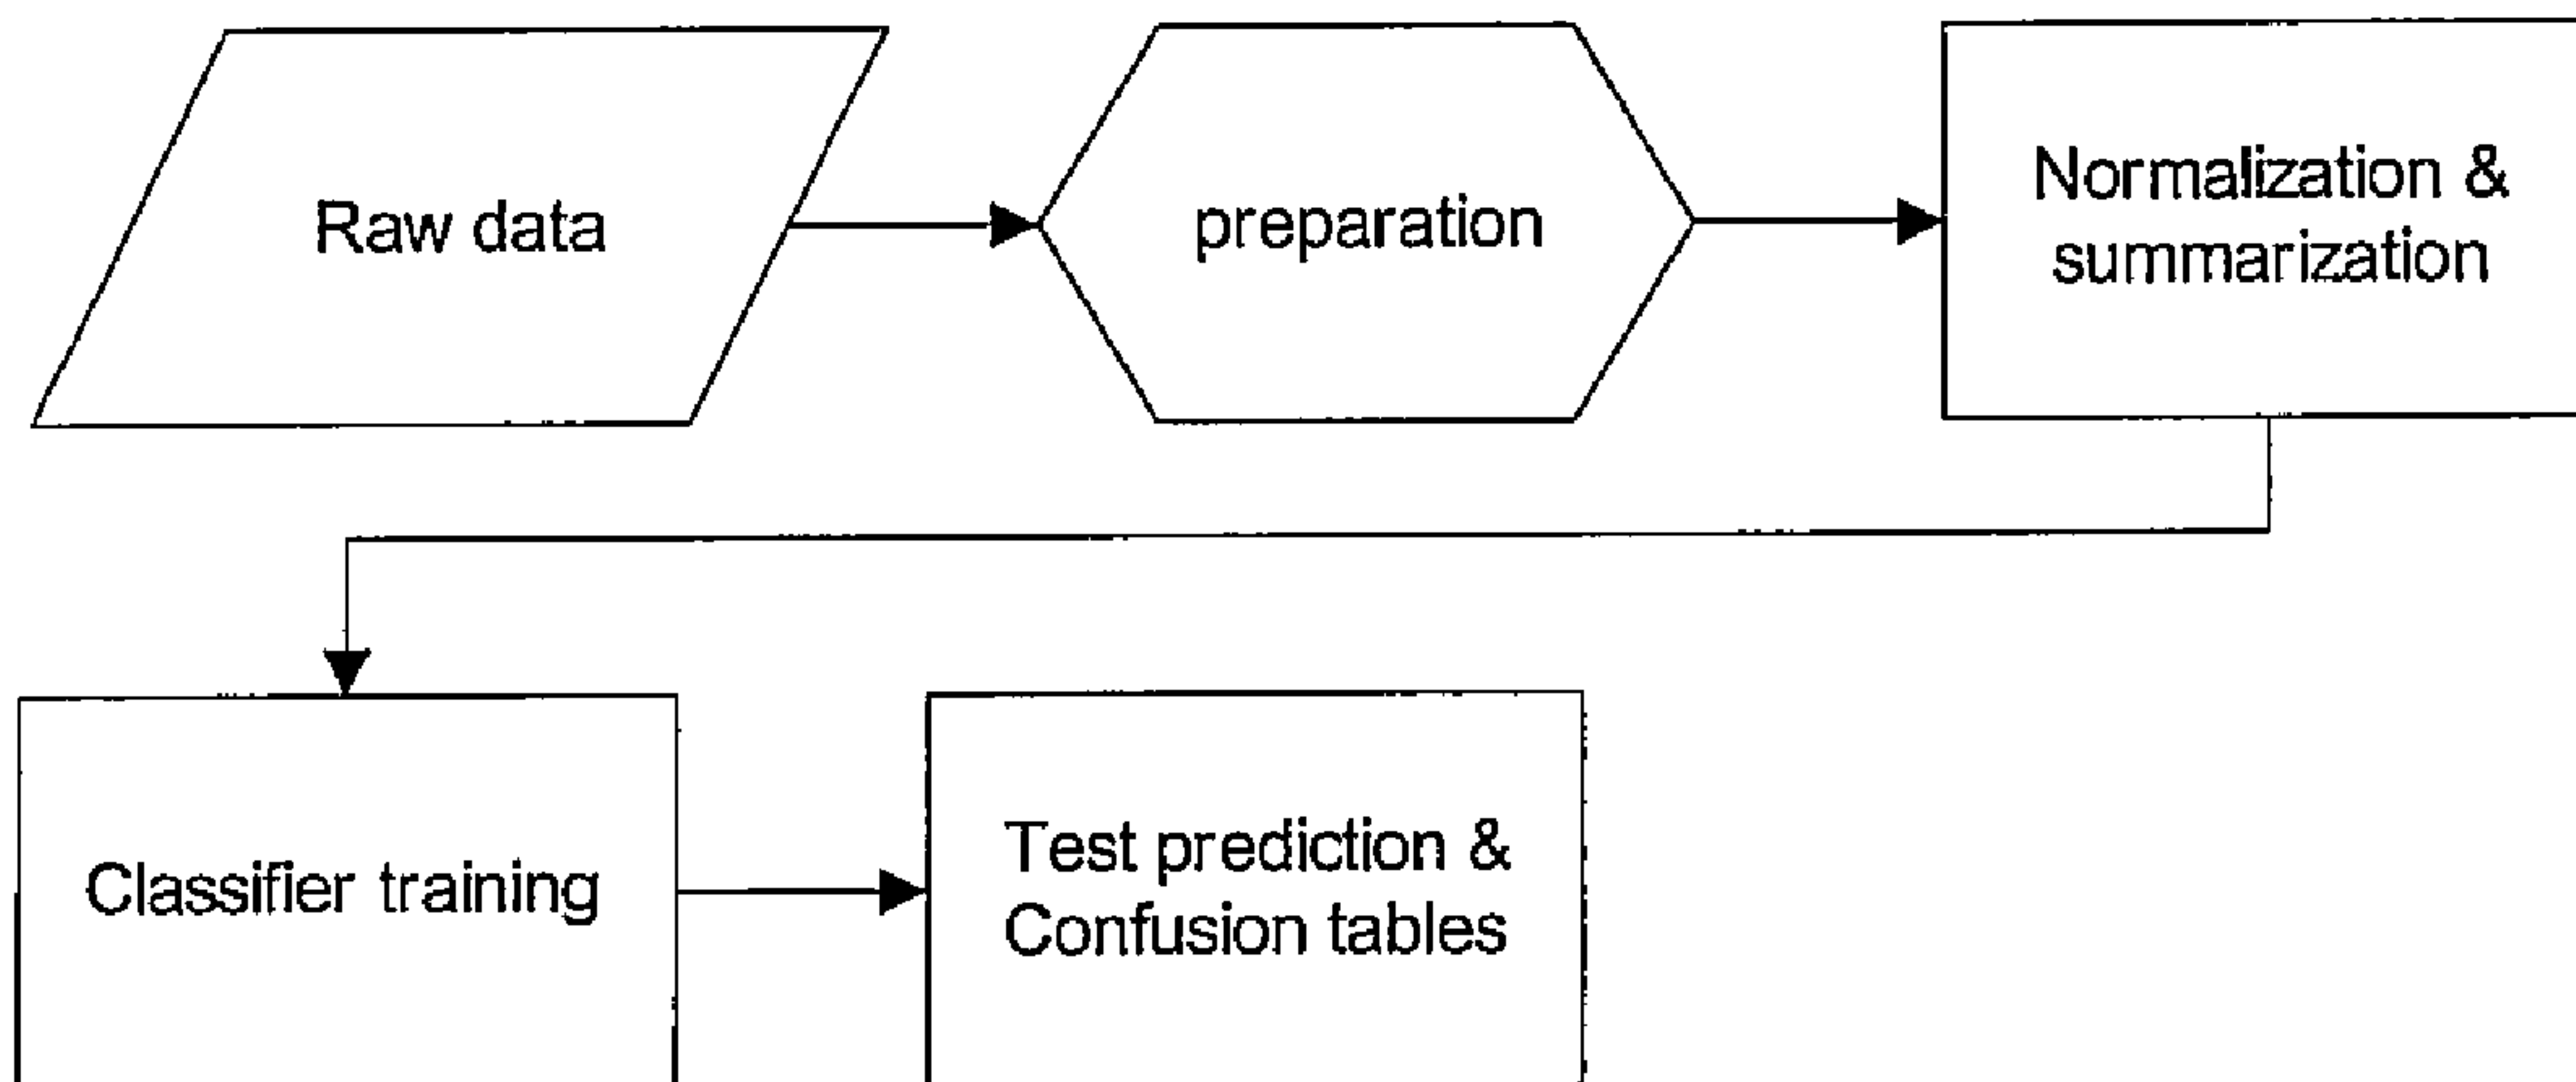 Raw data
preparation
Normalization &
summarization
Classifier training
Test prediction &
Confusion tables